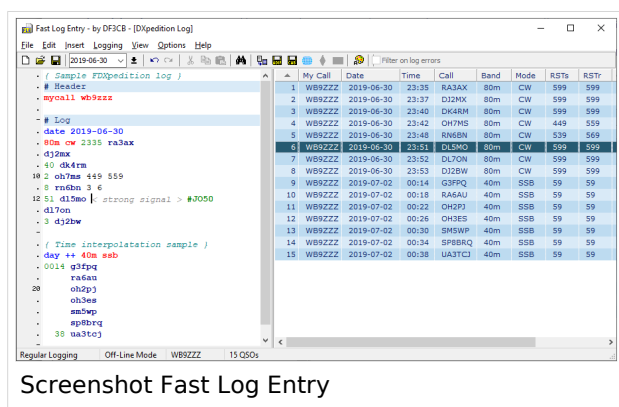 Fast Log Entry - by DF3CB - [DXpedition Log]
File Edit Insert Logging View Options Help
2019-06-30 Filter on log errors
{ Sample FDXpedition log }
# Header
mycall wb9zzz
# Log
date 2019-06-30
80m cw 2335 ra3ax
dj2mx
40 dk4rm
10 2 oh7ms 449 559
8 rn6bn 3 6
12 51 dl5mo < strong signal > #JO50
dl7on
3 dj2bw
{ Time interpolatation sample }
day ++ 40m ssb
0014 g3fpq
ra6au
20 oh2pj
oh3es
sm5wp
sp8brq
38 ua3tcj
My Call Date Time Call Band Mode RSTs RSTr
1 WB9ZZZ 2019-06-30 23:35 RA3AX 80m CW 599 599
2 WB9ZZZ 2019-06-30 23:37 DJ2MX 80m CW 599 599
3 WB9ZZZ 2019-06-30 23:40 DK4RM 80m CW 599 599
4 WB9ZZZ 2019-06-30 23:42 OH7MS 80m CW 449 559
5 WB9ZZZ 2019-06-30 23:48 RN6BN 80m CW 539 569
6 WB9ZZZ 2019-06-30 23:51 DL5MO 80m CW 599 599
7 WB9ZZZ 2019-06-30 23:52 DL7ON 80m CW 599 599
8 WB9ZZZ 2019-06-30 23:53 DJ2BW 80m CW 599 599
9 WB9ZZZ 2019-07-02 00:14 G3FPQ 40m SSB 59 59
10 WB9ZZZ 2019-07-02 00:18 RA6AU 40m SSB 59 59
11 WB9ZZZ 2019-07-02 00:22 OH2PJ 40m SSB 59 59
12 WB9ZZZ 2019-07-02 00:26 OH3ES 40m SSB 59 59
13 WB9ZZZ 2019-07-02 00:30 SM5WP 40m SSB 59 59
14 WB9ZZZ 2019-07-02 00:34 SP8BRQ 40m SSB 59 59
15 WB9ZZZ 2019-07-02 00:38 UA3TCJ 40m SSB 59 59
Regular Logging Off-Line Mode WB9ZZZ 15 QSOs
Screenshot Fast Log Entry